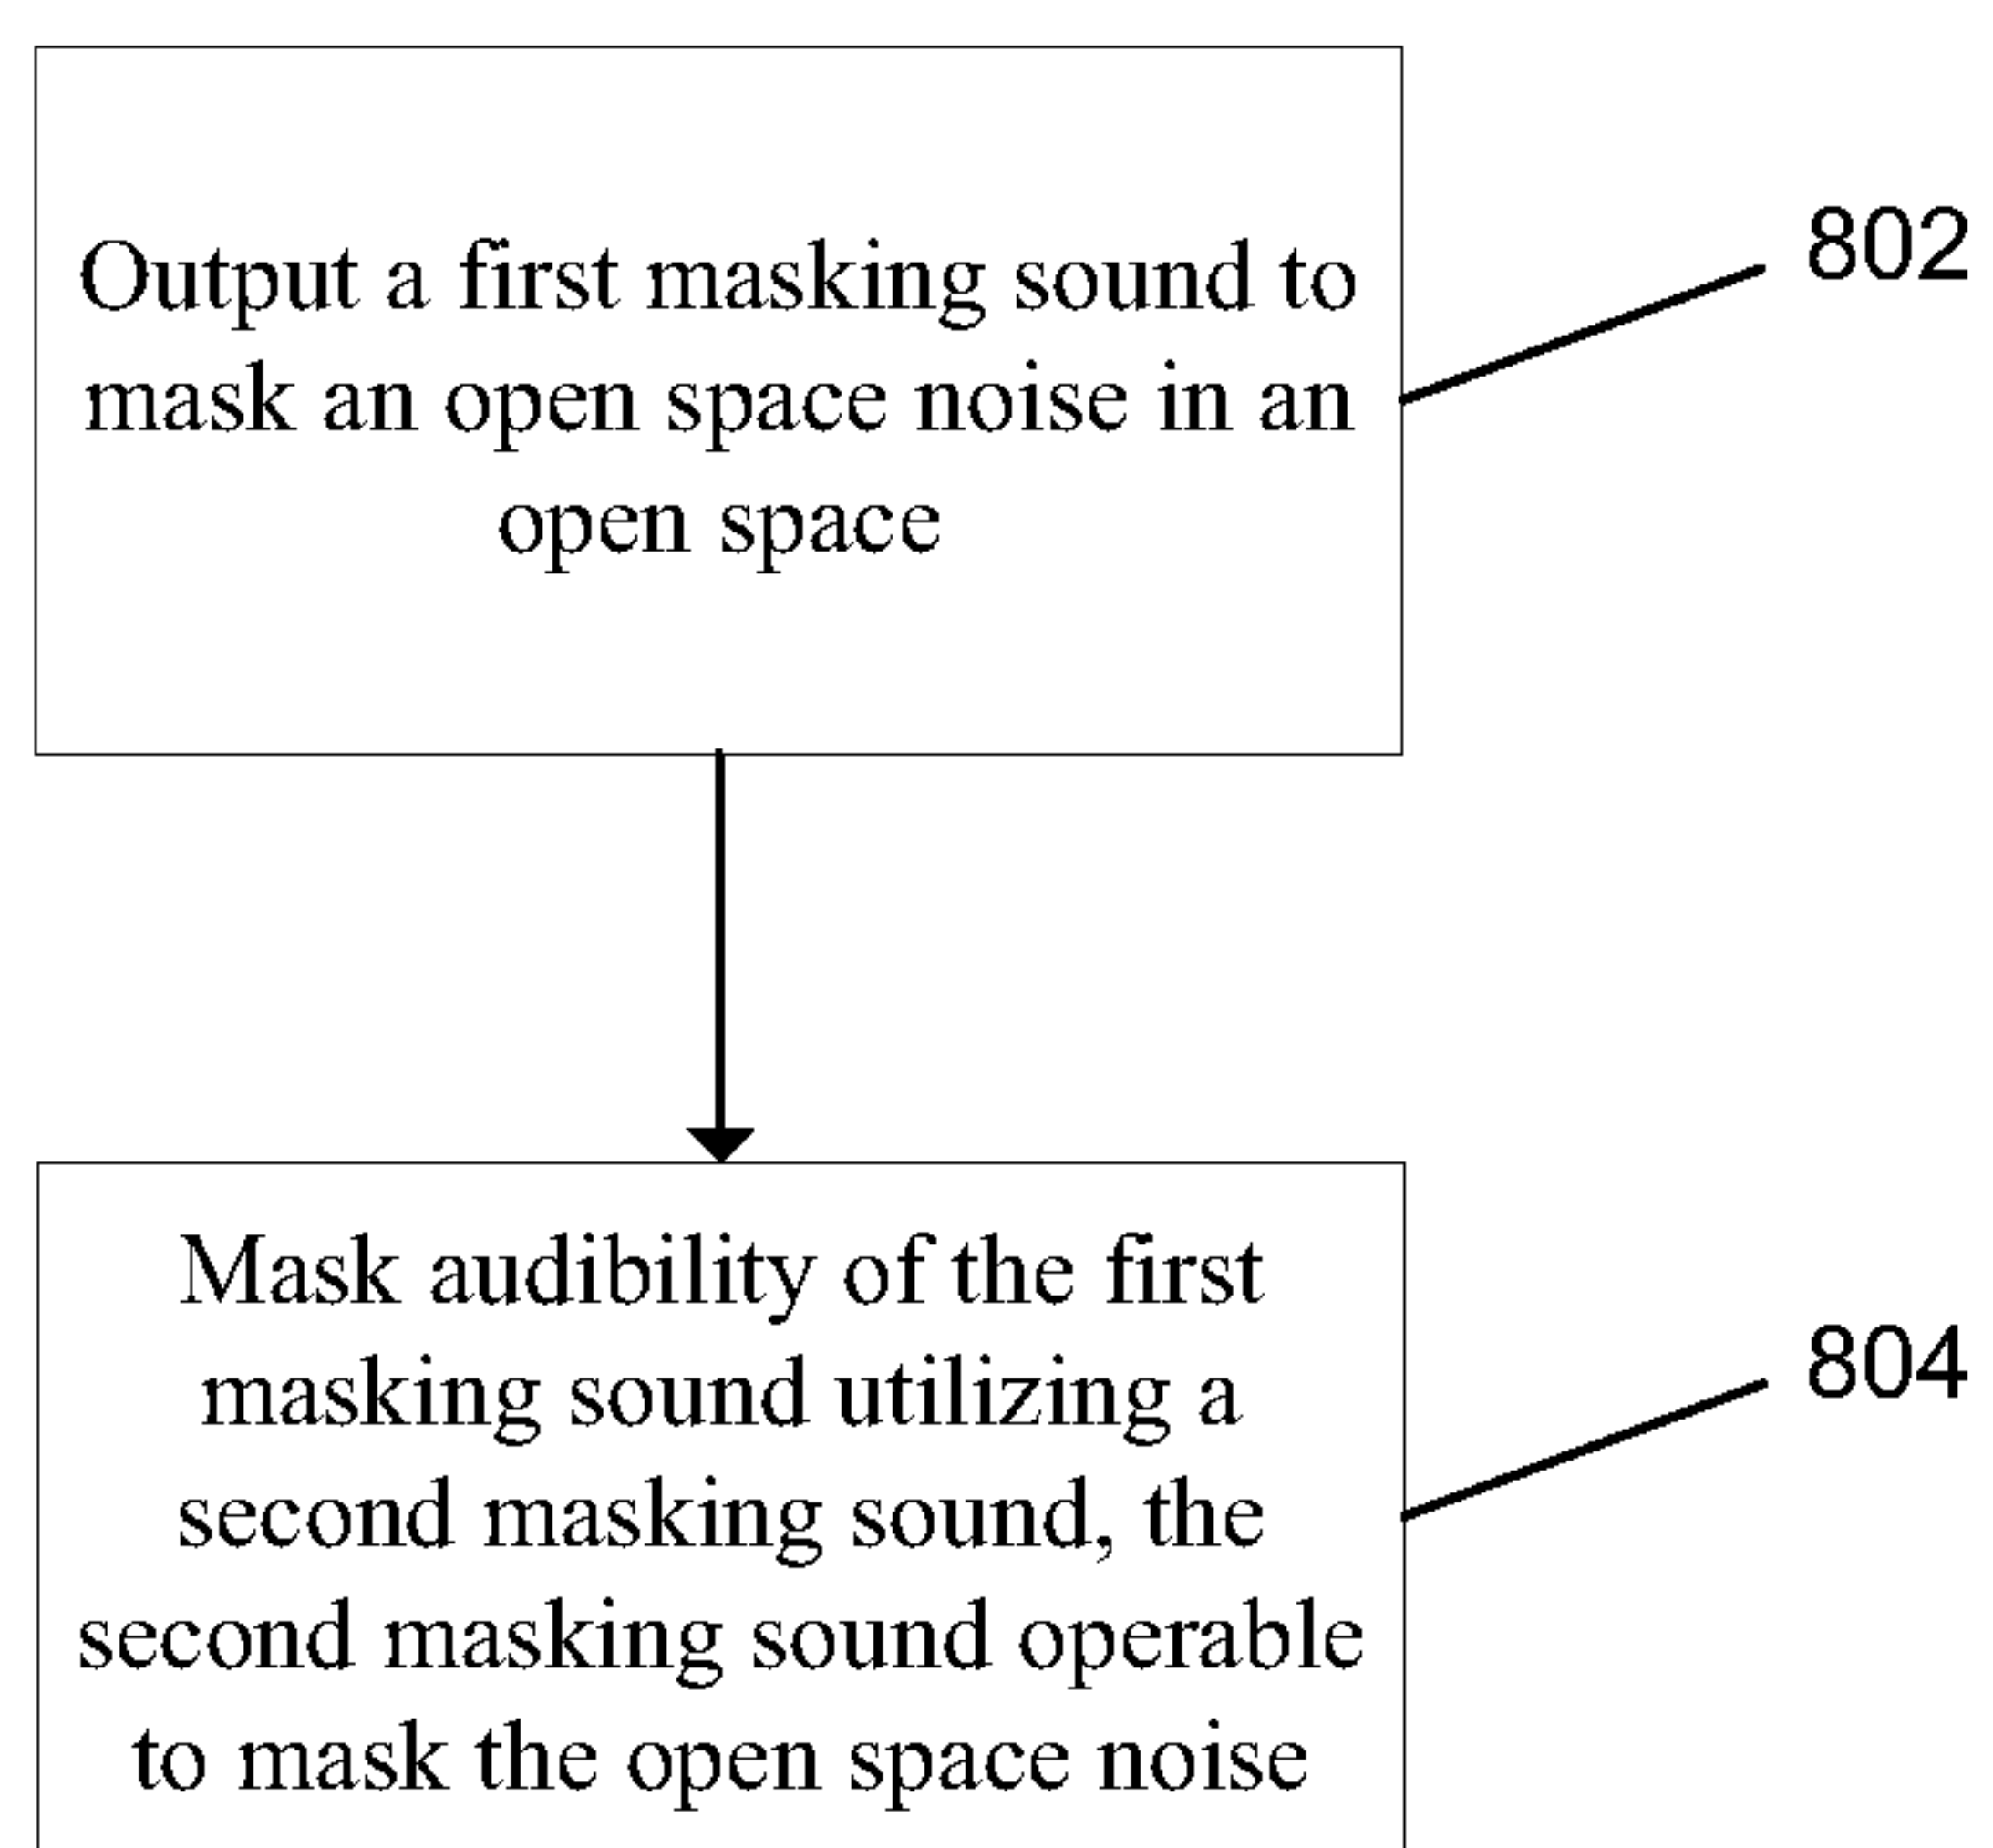 Output a first masking sound to
mask an open space noise in an
open space
802
Mask audibility of the first
masking sound utilizing a
second masking sound, the
second masking sound operable
to mask the open space noise
804